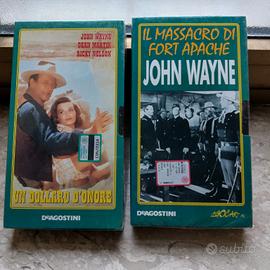 JOHN WAYNE
DEAN MARTIN
RICKY NELSON
UN DOLLARO D'ONORE
DEAGOSTINI
IL MASSACRO DI
FORT APACHE
JOHN WAYNE
DEAGOSTINI
subito